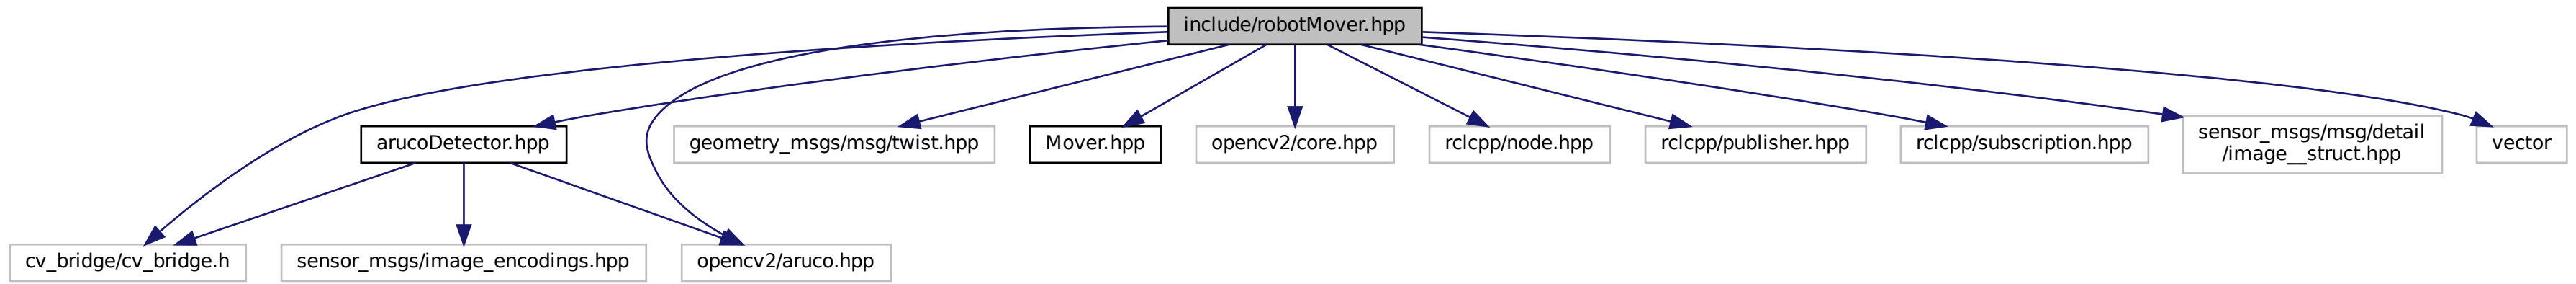 include/robotMover.hpp
arucoDetector.hpp
geometry_msgs/msg/twist.hpp
Mover.hpp
opencv2/core.hpp
rclcpp/node.hpp
rclcpp/publisher.hpp
rclcpp/subscription.hpp
sensor_msgs/msg/detail
/image__struct.hpp
vector
cv_bridge/cv_bridge.h
sensor_msgs/image_encodings.hpp
opencv2/aruco.hpp